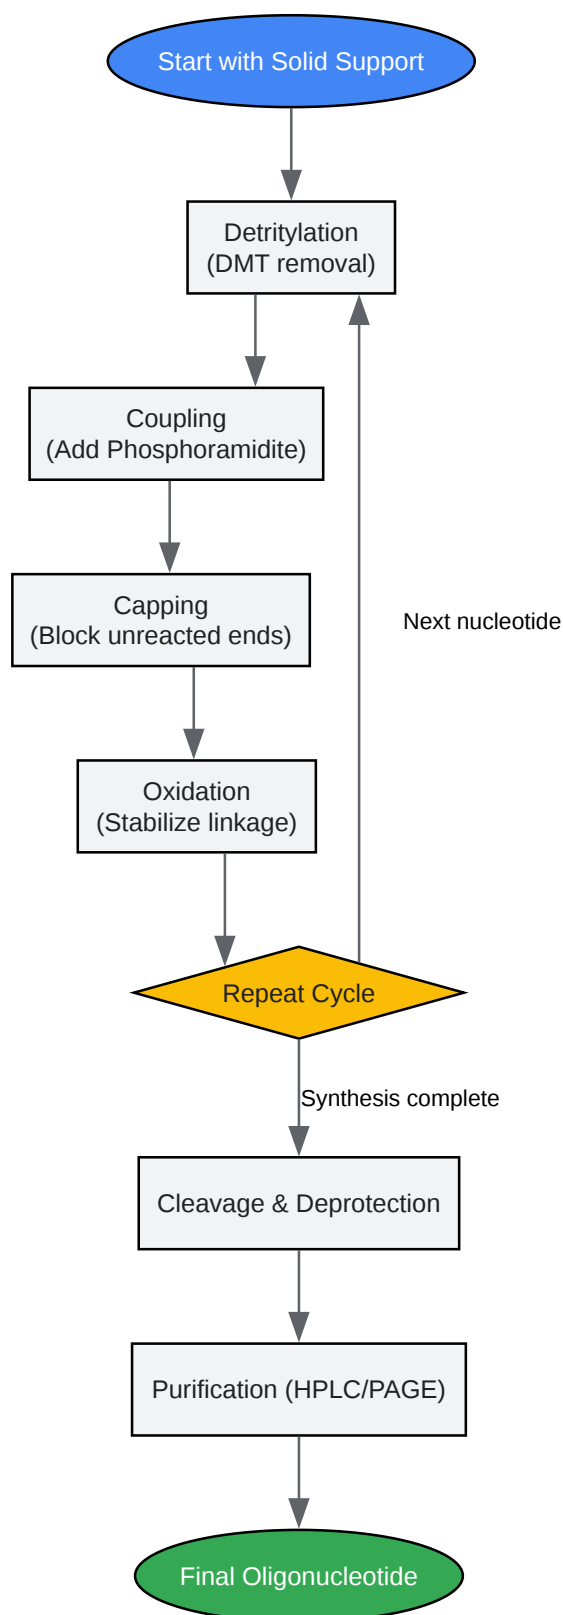 Start with Solid Support
Detritylation
(DMT removal)
Coupling
(Add Phosphoramidite)
Capping
(Block unreacted ends)
Next nucleotide
Oxidation
(Stabilize linkage)
Repeat Cycle
Synthesis complete
Cleavage & Deprotection
Purification (HPLC/PAGE)
Final Oligonucleotide